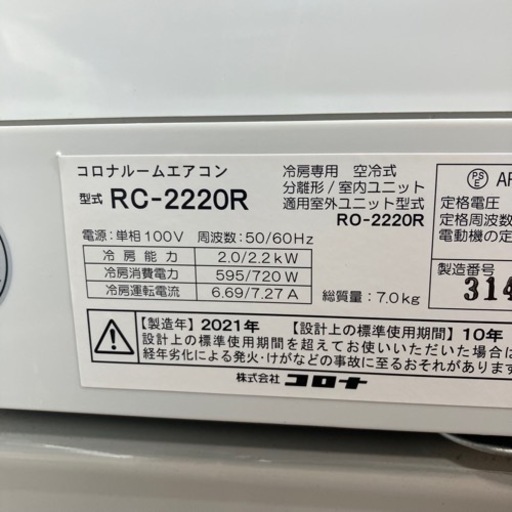 コロナルームエアコン
型式 RC-2220R
冷房専用 空冷式
分離形/室内ユニット
適用室外ユニット型式
RO-2220R
電源:単相100V 周波数:50/60Hz
冷房能力 2.0/2.2kW
冷房消費電力 595/720W
冷房運転電流 6.69/7.27A
総質量:7.0kg
PSE
定格電圧
定格周波数
電動機の定
製造番号
314
【製造年】2021年 【設計上の標準使用期間】10年
設計上の標準使用期間を超えてお使いいただいた場合は
経年劣化による発火・けがなどの事故に至るおそれがあり
株式会社 コロナ